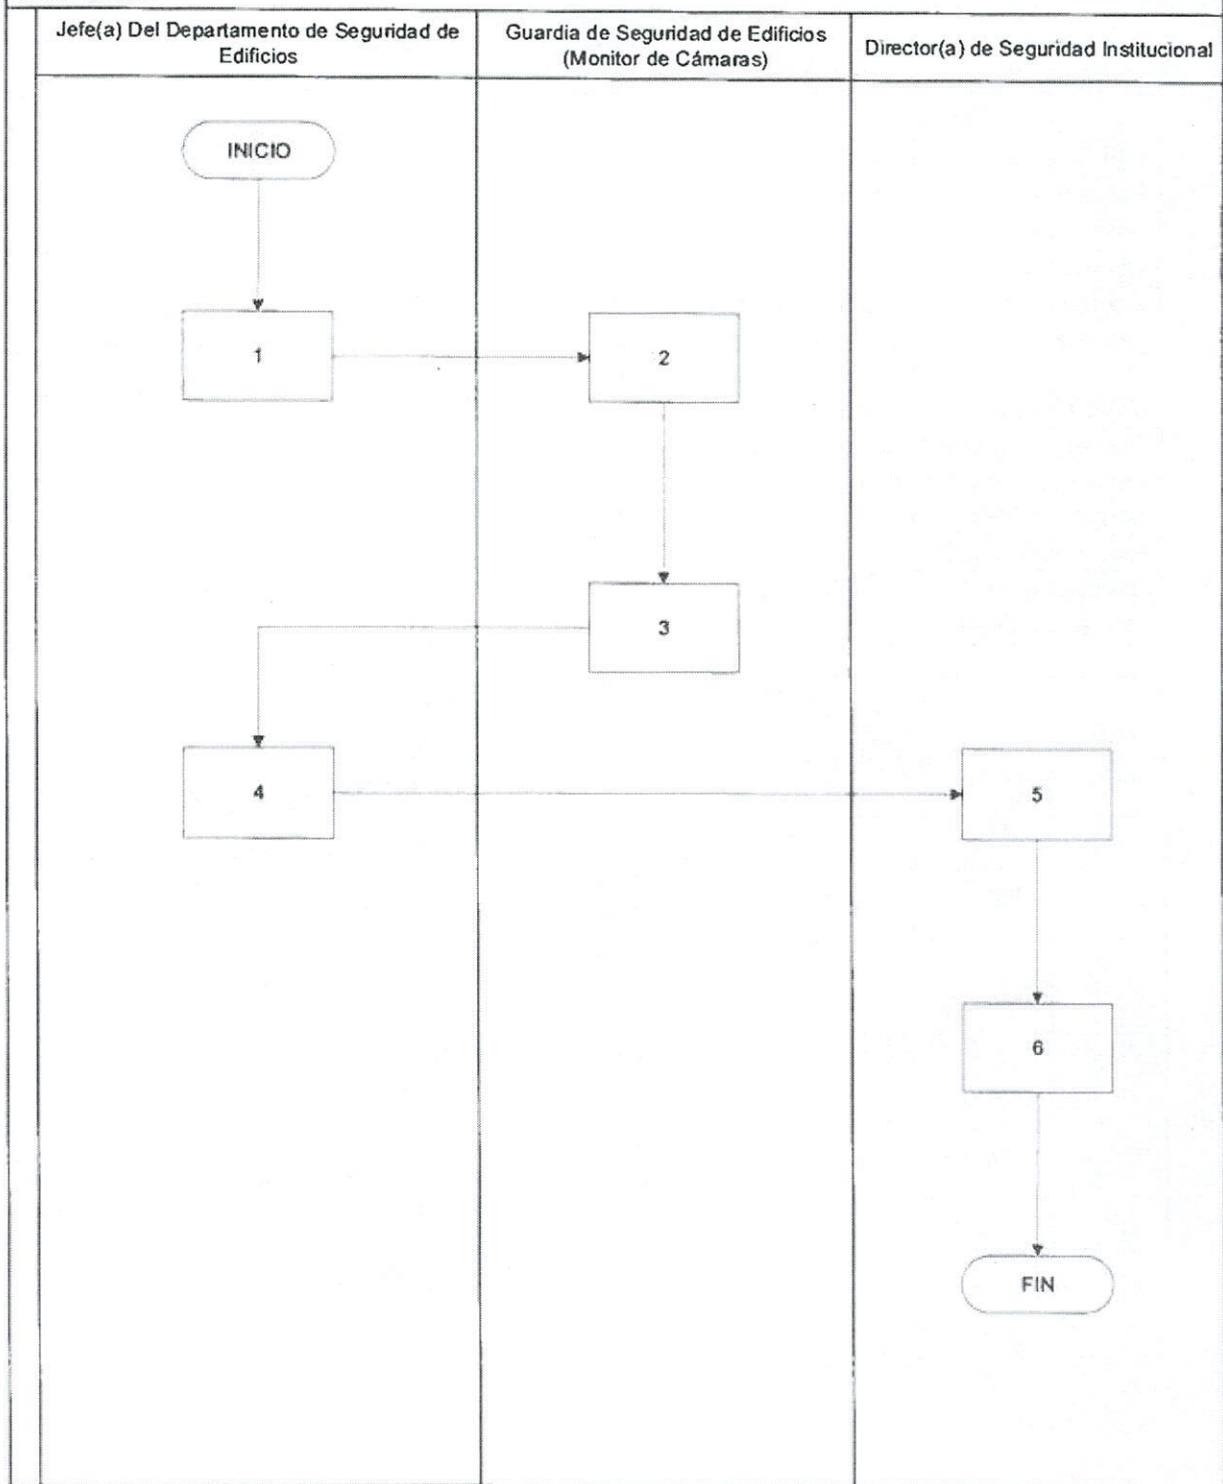 Jefe(a) Del Departamento de Seguridad de
Edificios
Guardia de Seguridad de Edificios
(Monitor de Cámaras)
Director(a) de Seguridad Institucional
INICIO
1
2
3
4
5
6
FIN